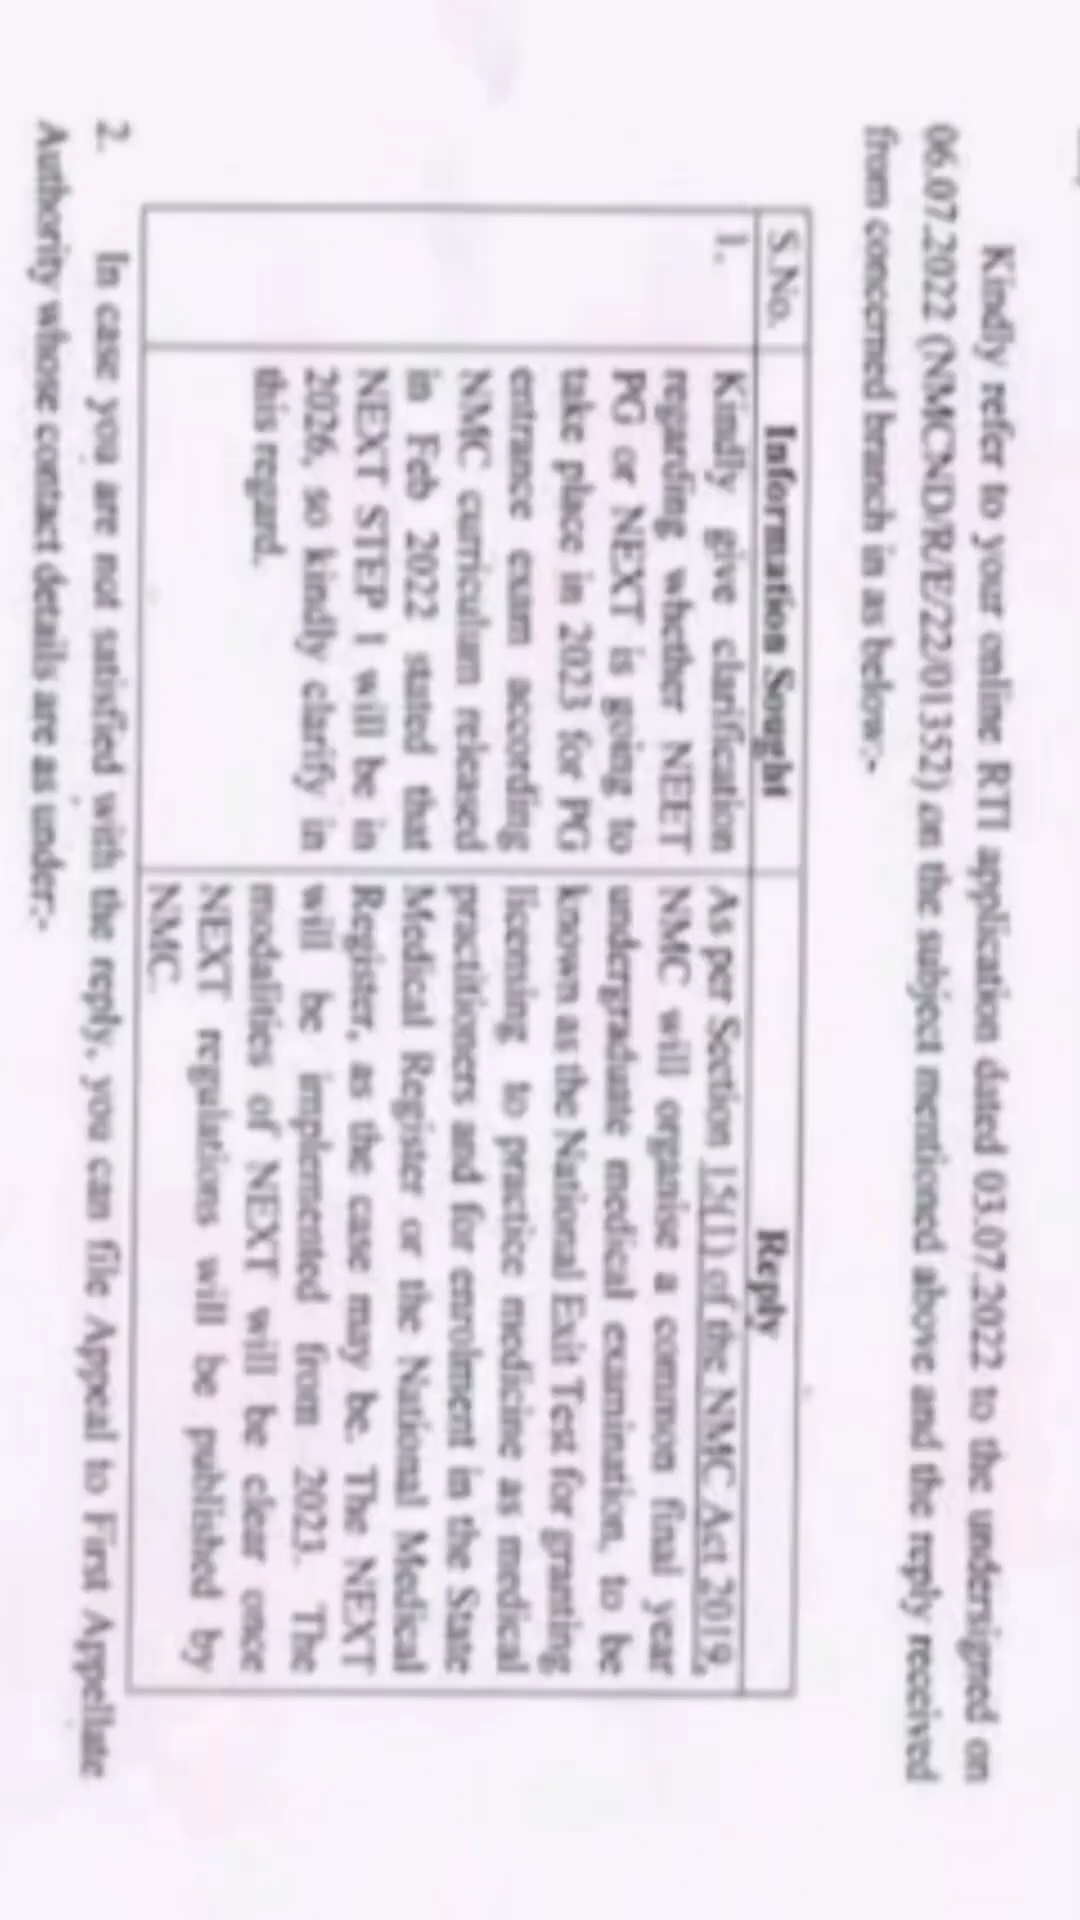 Kindly refer to your online RTI application dated 03.07.2022 to the undersigned on
06.07.2022 (NMCND/R/E/22/01352) on the subject mentioned above and the reply received
from concerned branch in as below:-
S.No. Information Sought Reply
1. Kindly give clarification
regarding whether NEET
PG or NEXT is going to
take place in 2023 for PG
entrance exam according
NMC curriculum released
in Feb 2022 stated that
NEXT STEP 1 will be in
2026, so kindly clarify in
this regard.
As per Section 15(1) of the NMC Act 2019,
NMC will organise a common final year
undergraduate medical examination, to be
known as the National Exit Test for granting
licensing to practice medicine as medical
practitioners and for enrolment in the State
Medical Register or the National Medical
Register, as the case may be. The NEXT
will be implemented from 2023. The
modalities of NEXT will be clear once
NEXT regulations will be published by
NMC.
2. In case you are not satisfied with the reply, you can file Appeal to First Appellate
Authority whose contact details are as under:-